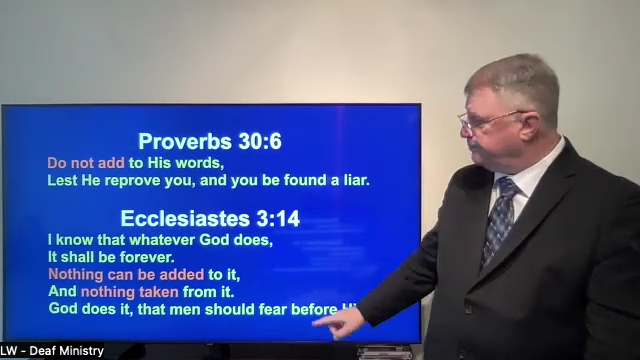 Proverbs 30:6
Do not add to His words,
Lest He reprove you, and you be found a liar.
Ecclesiastes 3:14
I know that whatever God does,
It shall be forever.
Nothing can be added to it,
And nothing taken from it.
God does it, that men should fear before
LW - Deaf Ministry